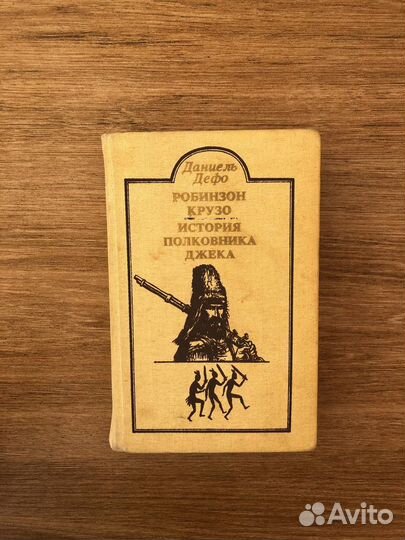 Даниель
Дефо
РОБИНЗОН
КРУЗО
ИСТОРИЯ
ПОЛКОВНИКА
ДЖЕКА
Avito